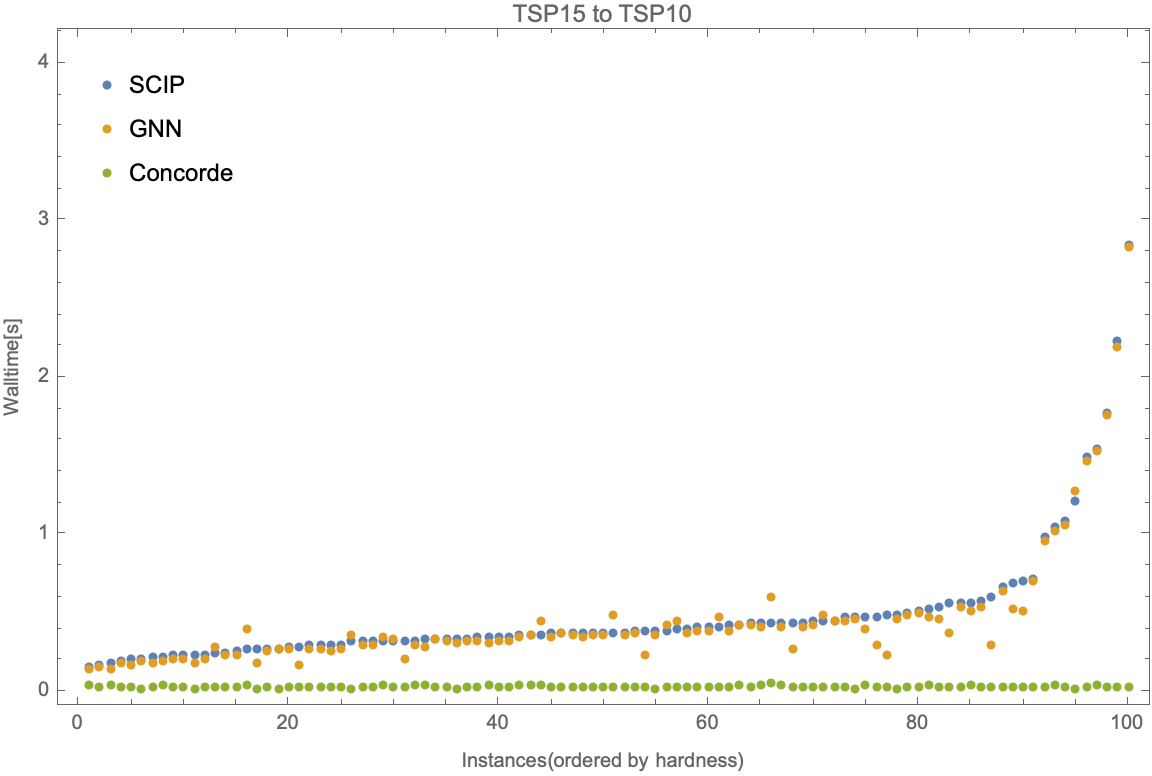 TSP15 to TSP10
4
SCIP
GNN
Concorde
3
Walltime[s]
2
1
0
0 20 40 60 80 100
Instances(ordered by hardness)